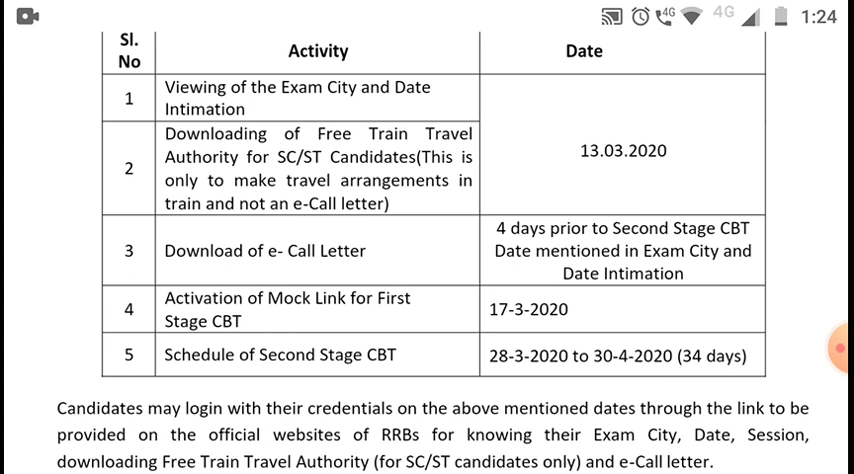 4G 4G 1:24
Sl. No Activity Date
1 Viewing of the Exam City and Date
Intimation
13.03.2020
2 Downloading of Free Train Travel
Authority for SC/ST Candidates(This is
only to make travel arrangements in
train and not an e-Call letter)
3 Download of e- Call Letter
4 days prior to Second Stage CBT
Date mentioned in Exam City and
Date Intimation
4 Activation of Mock Link for First
Stage CBT
17-3-2020
5 Schedule of Second Stage CBT 28-3-2020 to 30-4-2020 (34 days)
Candidates may login with their credentials on the above mentioned dates through the link to be
provided on the official websites of RRBs for knowing their Exam City, Date, Session,
downloading Free Train Travel Authority (for SC/ST candidates only) and e-Call letter.